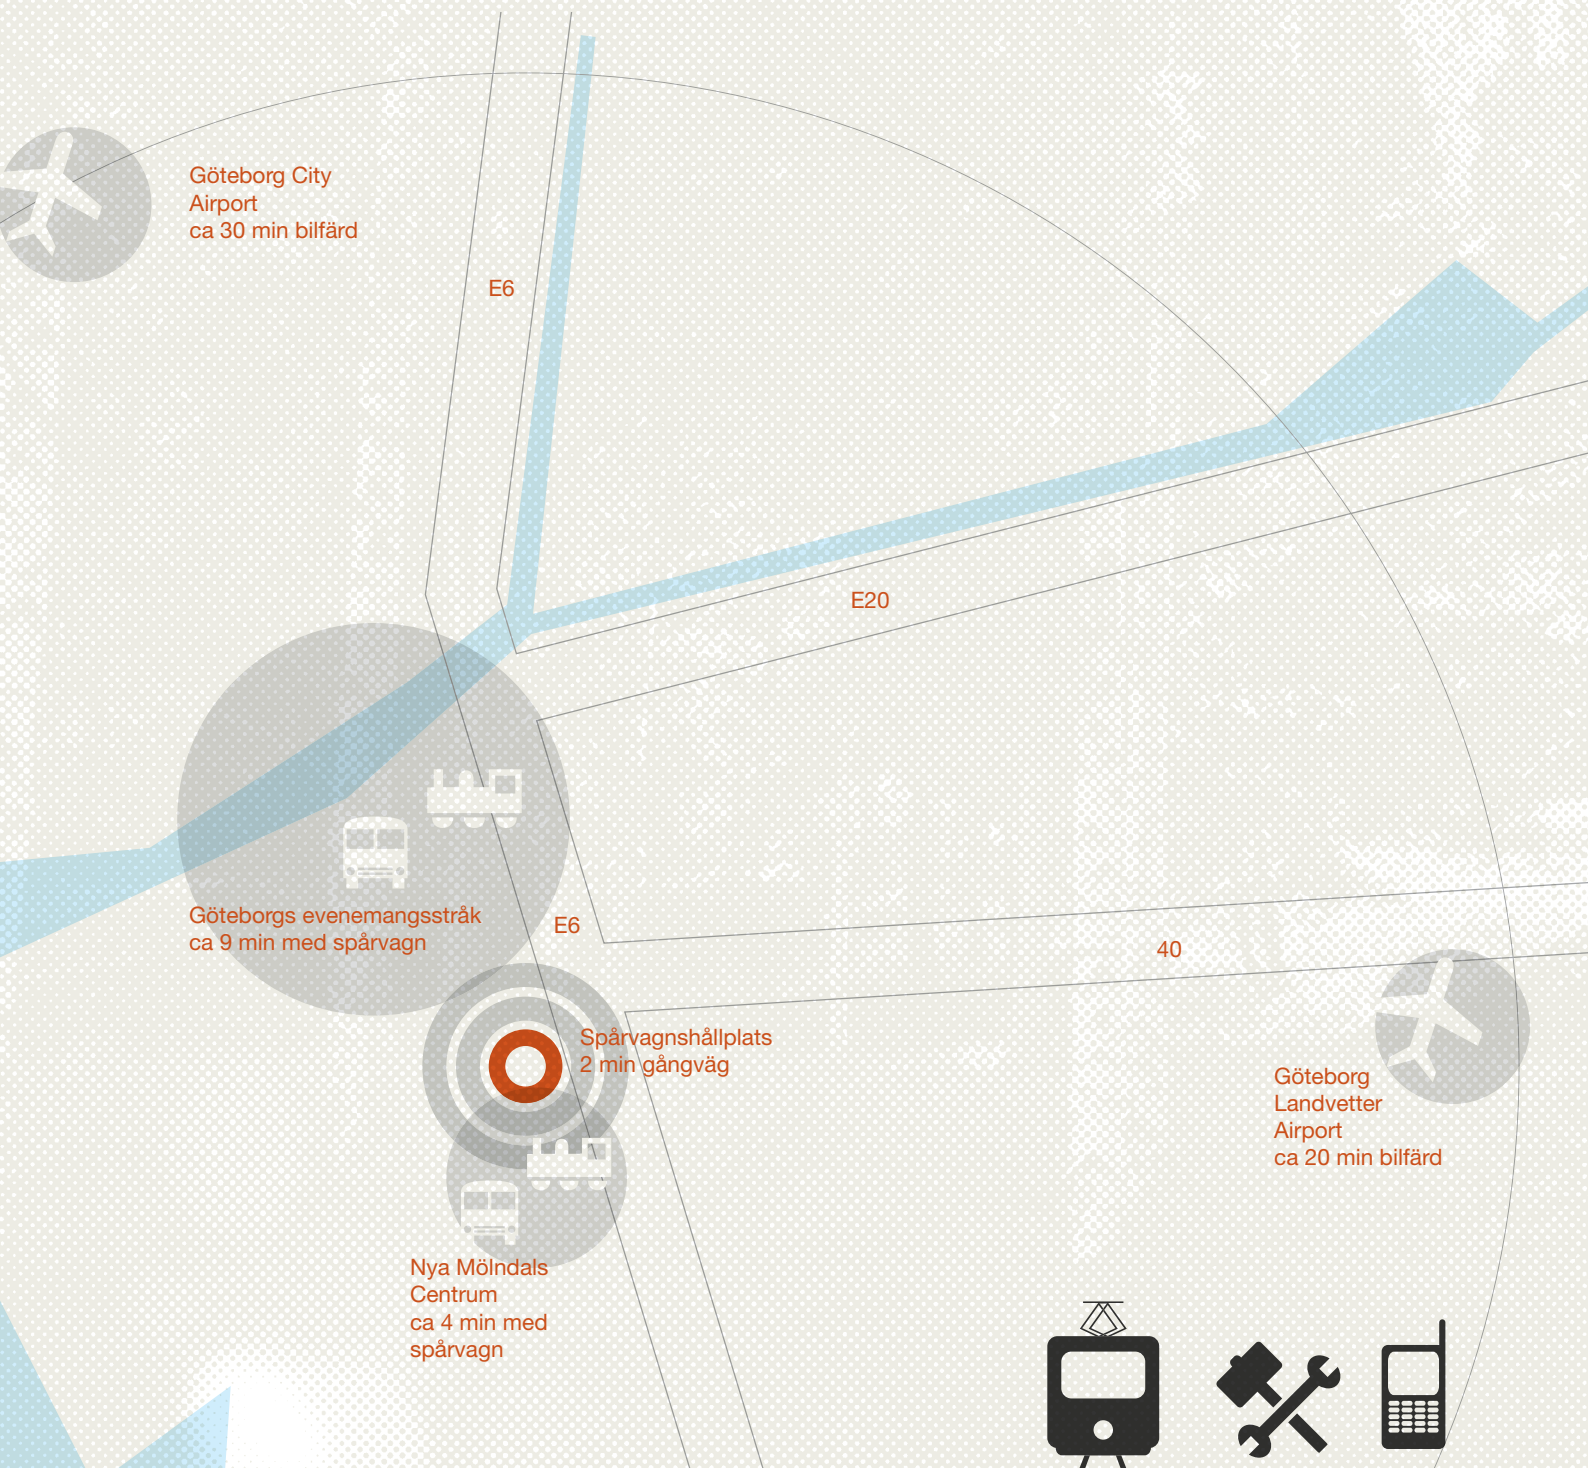 Göteborg City
Airport
ca 30 min bilfärd
E6
E20
Göteborgs evenemangsstråk
ca 9 min med spårvagn
E6
40
Spårvagnshållplats
2 min gångväg
Göteborg
Landvetter
Airport
ca 20 min bilfärd
Nya Mölndals
Centrum
ca 4 min med
spårvagn